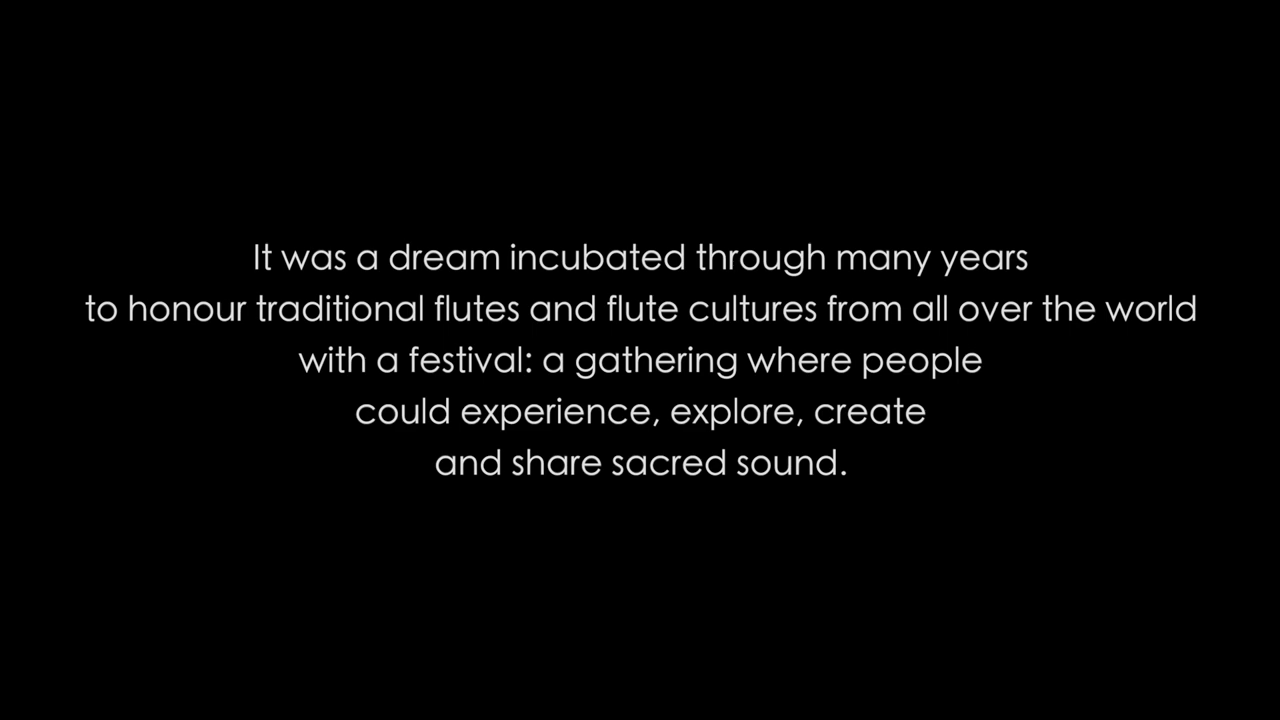 It was a dream incubated through many years
to honour traditional flutes and flute cultures from all over the world
with a festival: a gathering where people
could experience, explore, create
and share sacred sound.